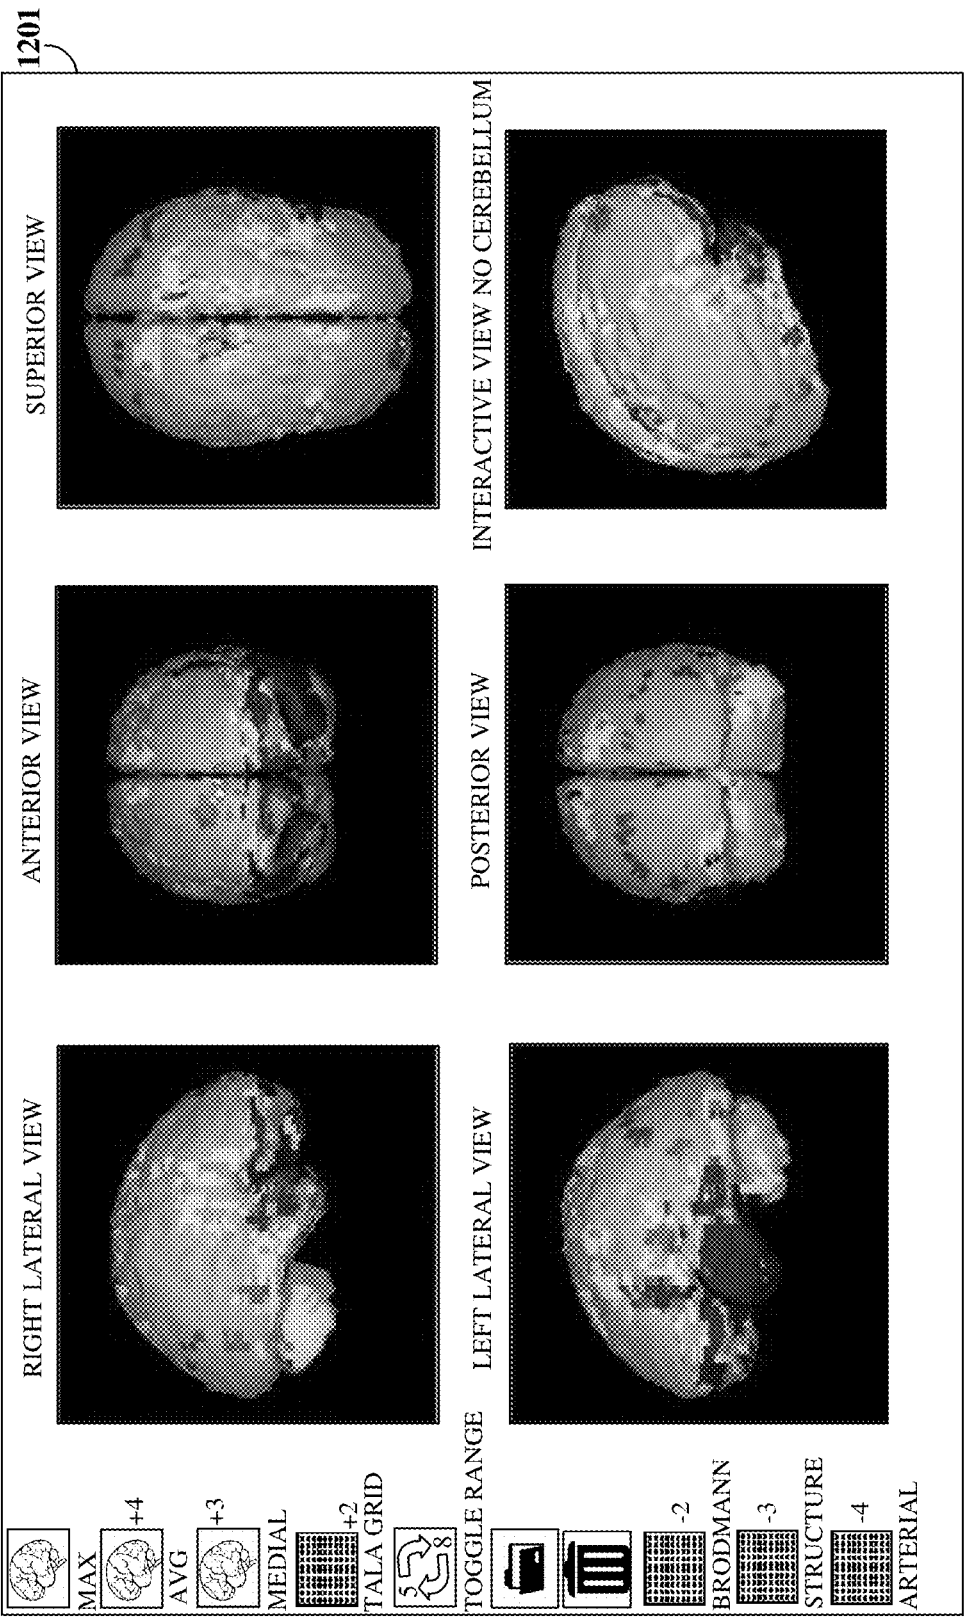 1201
MAX
+4
AVG
+3
MEDIAL
+2
TALA GRID
5
8
TOGGLE RANGE
-2
BRODMANN
-3
STRUCTURE
-4
ARTERIAL
RIGHT LATERAL VIEW
ANTERIOR VIEW
SUPERIOR VIEW
LEFT LATERAL VIEW
POSTERIOR VIEW
INTERACTIVE VIEW NO CEREBELLUM